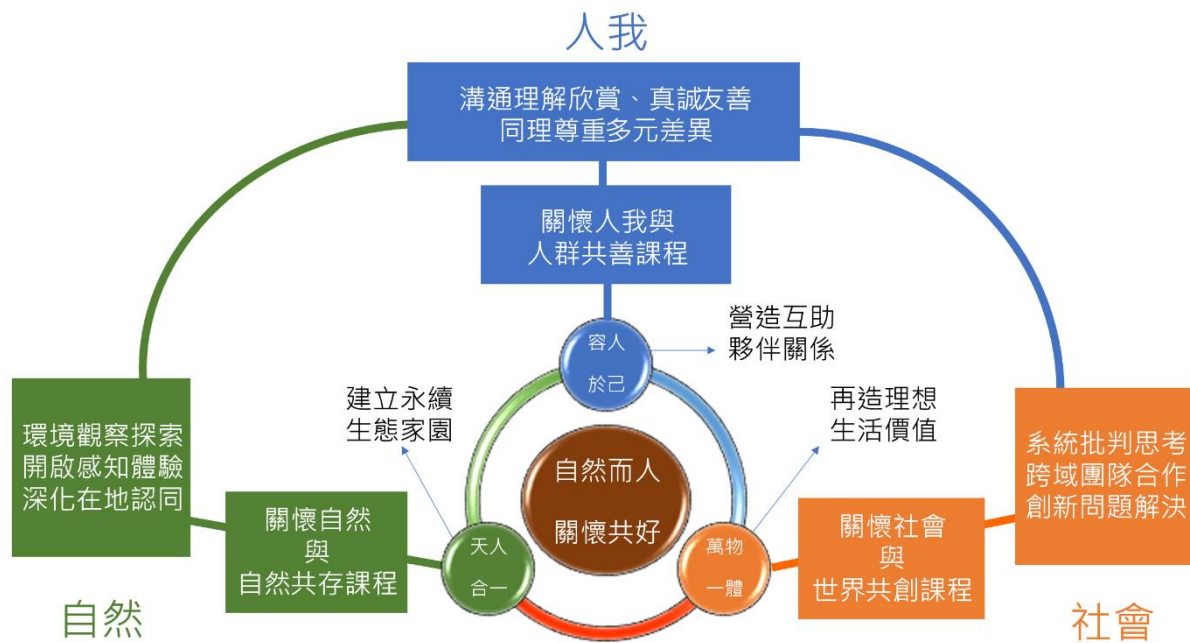 人我
溝通理解欣賞、真誠友善
同理尊重多元差異
關懷人我與
人群共善課程
容人
於己
營造互助
夥伴關係
建立永續
生態家園
再造理想
生活價值
自然而人
關懷共好
環境觀察探索
開啟感知體驗
深化在地認同
關懷自然
與
自然共存課程
天人
合一
萬物
一體
關懷社會
與
世界共創課程
系統批判思考
跨域團隊合作
創新問題解決
自然
社會